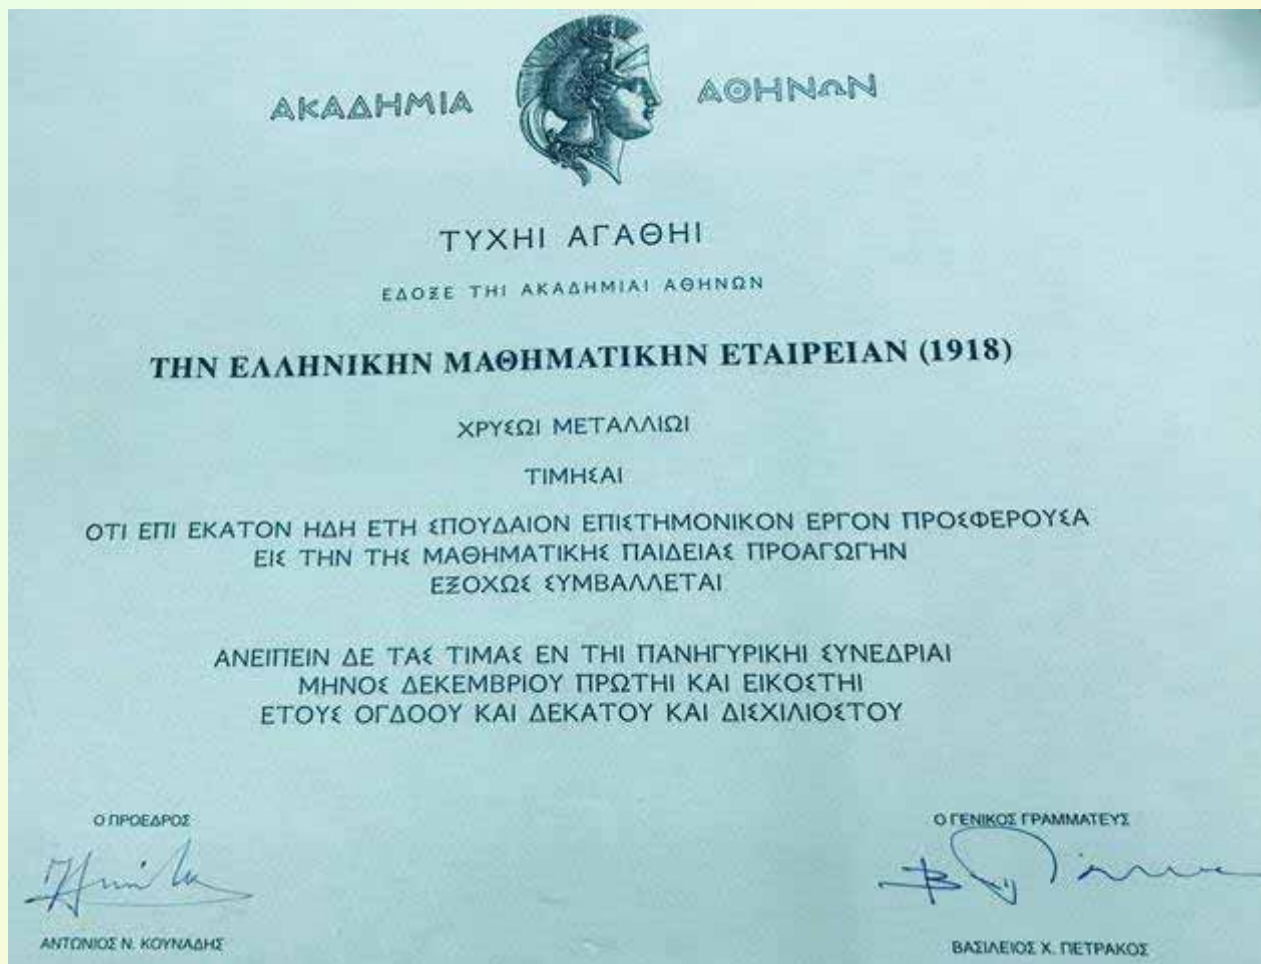 ΑΚΑΔΗΜΙΑ ΑΘΗΝΩΝ
ΤΥΧΗΙ ΑΓΑΘΗΙ
ΕΔΟΞΕ ΤΗΙ ΑΚΑΔΗΜΙΑΙ ΑΘΗΝΩΝ
ΤΗΝ ΕΛΛΗΝΙΚΗΝ ΜΑΘΗΜΑΤΙΚΗΝ ΕΤΑΙΡΕΙΑΝ (1918)
ΧΡΥΣΩΙ ΜΕΤΑΛΛΙΩΙ
ΤΙΜΗΣΑΙ
ΟΤΙ ΕΠΙ ΕΚΑΤΟΝ ΗΔΗ ΕΤΗ ΣΠΟΥΔΑΙΟΝ ΕΠΙΣΤΗΜΟΝΙΚΟΝ ΕΡΓΟΝ ΠΡΟΣΦΕΡΟΥΣΑ
ΕΙΣ ΤΗΝ ΤΗΣ ΜΑΘΗΜΑΤΙΚΗΣ ΠΑΙΔΕΙΑΣ ΠΡΟΑΓΩΓΗΝ
ΕΞΟΧΩΣ ΣΥΜΒΑΛΛΕΤΑΙ
ΑΝΕΙΠΕΙΝ ΔΕ ΤΑΣ ΤΙΜΑΣ ΕΝ ΤΗΙ ΠΑΝΗΓΥΡΙΚΗΙ ΣΥΝΕΔΡΙΑΙ
ΜΗΝΟΣ ΔΕΚΕΜΒΡΙΟΥ ΠΡΩΤΗΙ ΚΑΙ ΕΙΚΟΣΤΗΙ
ΕΤΟΥΣ ΟΓΔΟΟΥ ΚΑΙ ΔΕΚΑΤΟΥ ΚΑΙ ΔΙΣΧΙΛΙΟΣΤΟΥ
Ο ΠΡΟΕΔΡΟΣ
ΑΝΤΩΝΙΟΣ Ν. ΚΟΥΝΑΔΗΣ
Ο ΓΕΝΙΚΟΣ ΓΡΑΜΜΑΤΕΥΣ
ΒΑΣΙΛΕΙΟΣ Χ. ΠΕΤΡΑΚΟΣ